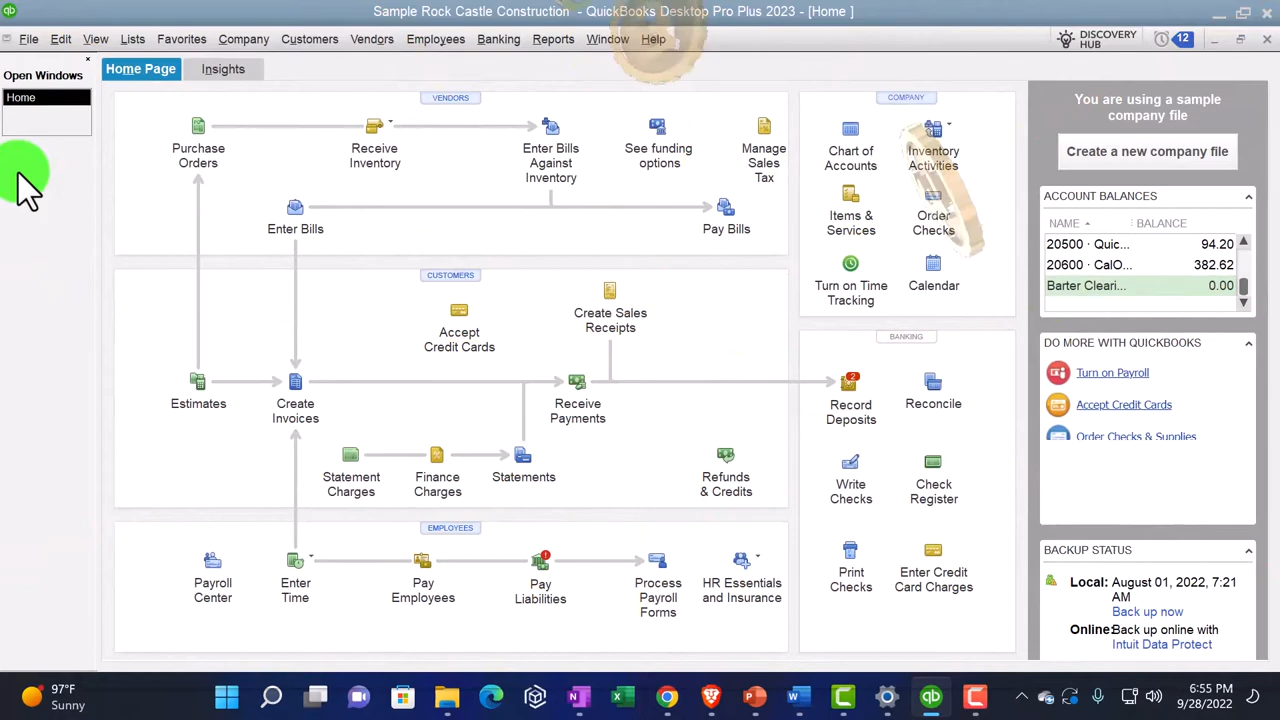 Sample Rock Castle Construction - QuickBooks Desktop Pro Plus 2023 - [Home ]
File Edit View Lists Favorites Company Customers Vendors Employees Banking Reports Window Help
DISCOVERY
HUB
12
Open Windows
Home
Home Page
Insights
VENDORS
Purchase
Orders
Receive
Inventory
Enter Bills
Against
Inventory
See funding
options
Manage
Sales
Tax
Enter Bills
Pay Bills
CUSTOMERS
Accept
Credit Cards
Create Sales
Receipts
Estimates
Create
Invoices
Receive
Payments
Statement
Charges
Finance
Charges
Statements
Refunds
& Credits
EMPLOYEES
Payroll
Center
Enter
Time
Pay
Employees
Pay
Liabilities
Process
Payroll
Forms
HR Essentials
and Insurance
COMPANY
Chart of
Accounts
Inventory
Activities
Items &
Services
Order
Checks
Turn on Time
Tracking
Calendar
BANKING
2
Record
Deposits
Reconcile
Write
Checks
Check
Register
Print
Checks
Enter Credit
Card Charges
You are using a sample
company file
Create a new company file
ACCOUNT BALANCES
NAME BALANCE
20500 · Quic... 94.20
20600 · CalO... 382.62
Barter Cleari... 0.00
DO MORE WITH QUICKBOOKS
Turn on Payroll
Accept Credit Cards
Order Checks & Supplies
BACKUP STATUS
Local: August 01, 2022, 7:21
AM
Back up now
Online: Back up online with
Intuit Data Protect
97°F
Sunny
6:55 PM
9/28/2022